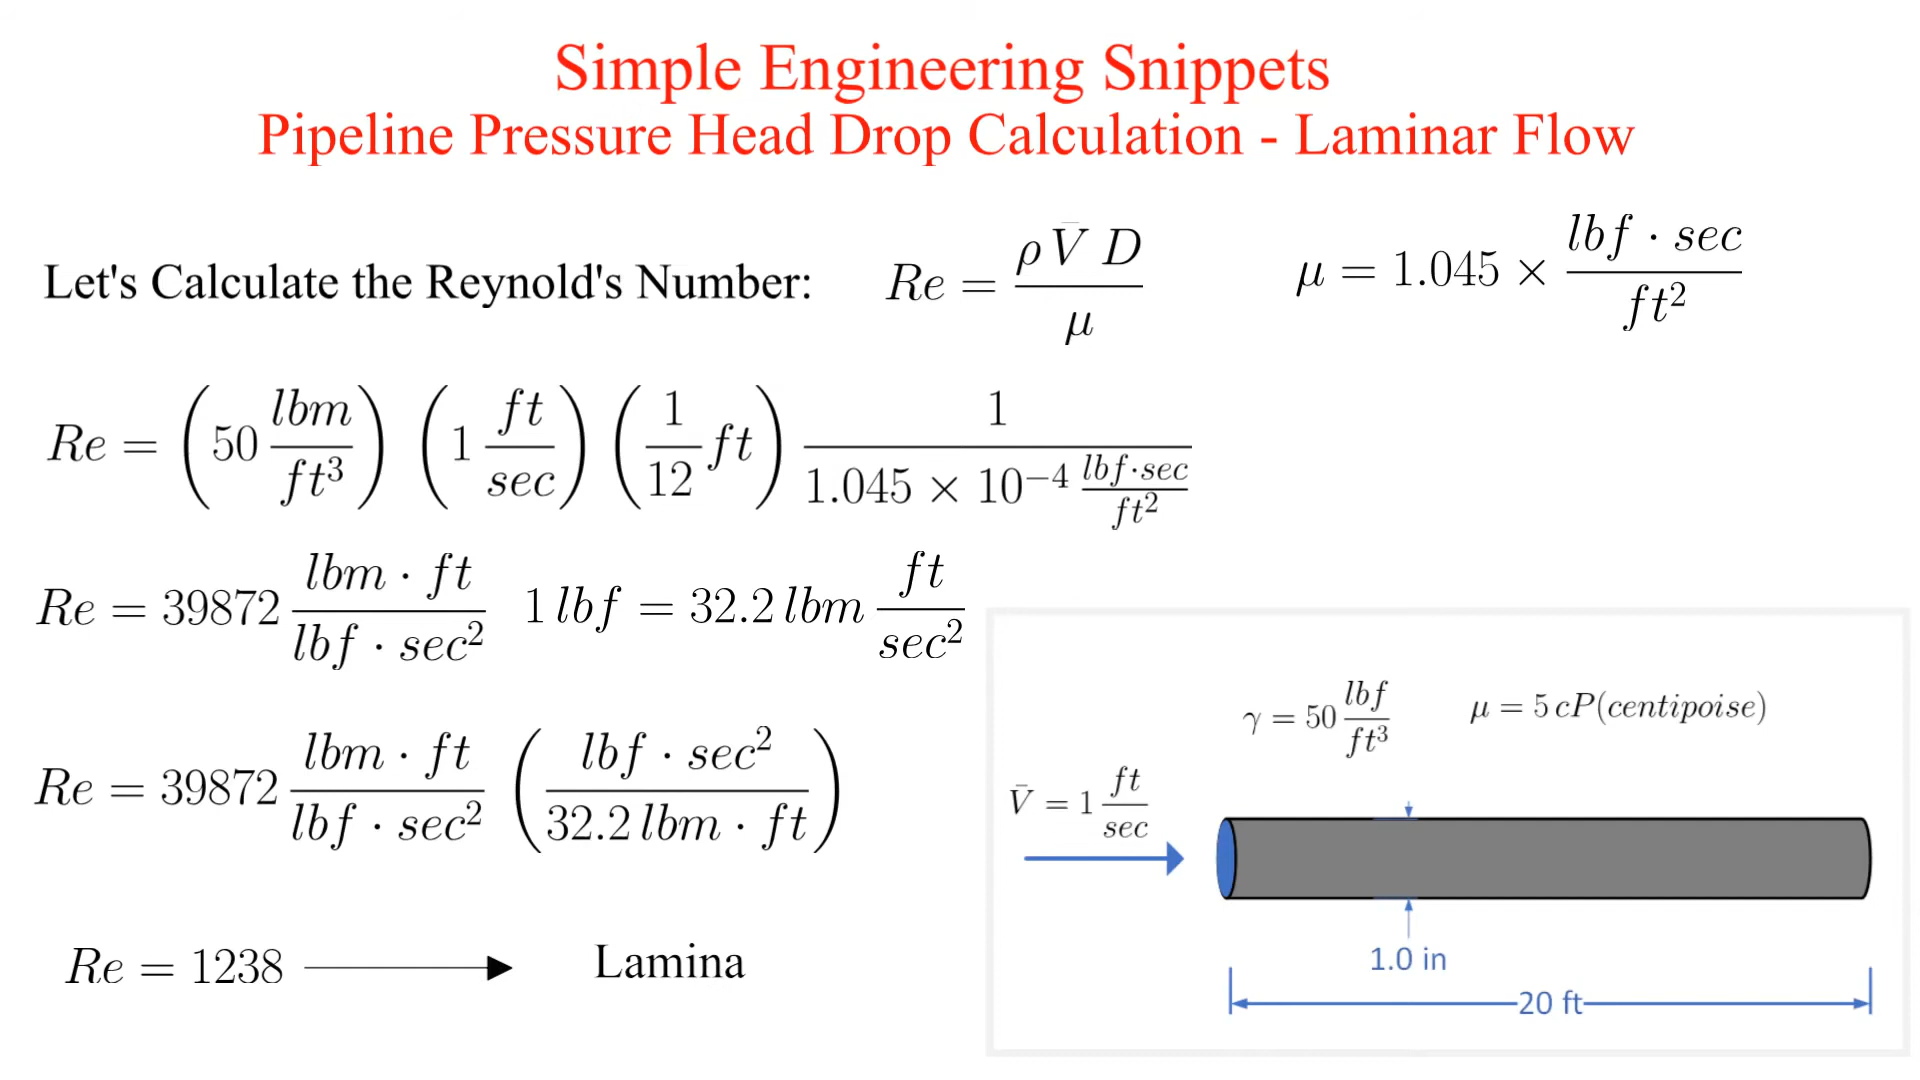 Simple Engineering Snippets
Pipeline Pressure Head Drop Calculation - Laminar Flow
Let's Calculate the Reynold's Number: Re = ρ V̄ D / μ
μ = 1.045 × lbf · sec / ft²
Re = (50 lbm / ft³) (1 ft / sec) (1 / 12 ft) 1 / 1.045 × 10⁻⁴ lbf·sec / ft²
Re = 39872 lbm · ft / lbf · sec² 1 lbf = 32.2 lbm ft / sec²
Re = 39872 lbm · ft / lbf · sec² (lbf · sec² / 32.2 lbm · ft)
Re = 1238 Lamina
γ = 50 lbf / ft³ μ = 5 cP(centipoise)
V̄ = 1 ft / sec
1.0 in
20 ft